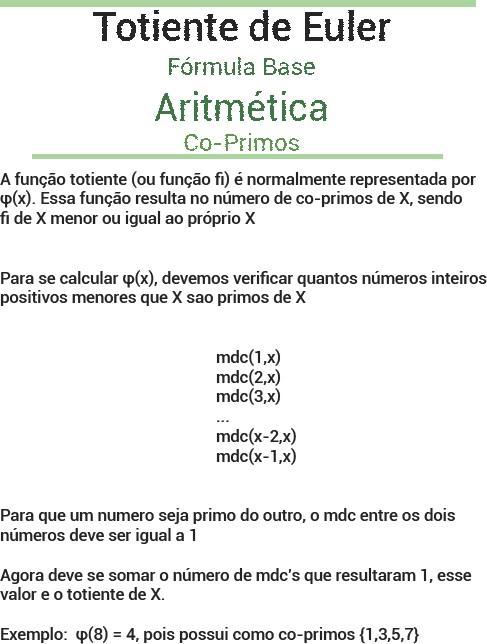 Totiente de Euler
Fórmula Base
Aritmética
Co-Primos
A função totiente (ou função fi) é normalmente representada por
φ(x). Essa função resulta no número de co-primos de X, sendo
fi de X menor ou igual ao próprio X
Para se calcular φ(x), devemos verificar quantos números inteiros
positivos menores que X sao primos de X
mdc(1,x)
mdc(2,x)
mdc(3,x)
...
mdc(x-2,x)
mdc(x-1,x)
Para que um numero seja primo do outro, o mdc entre os dois
números deve ser igual a 1
Agora deve se somar o número de mdc's que resultaram 1, esse
valor e o totiente de X.
Exemplo:  φ(8) = 4, pois possui como co-primos {1,3,5,7}